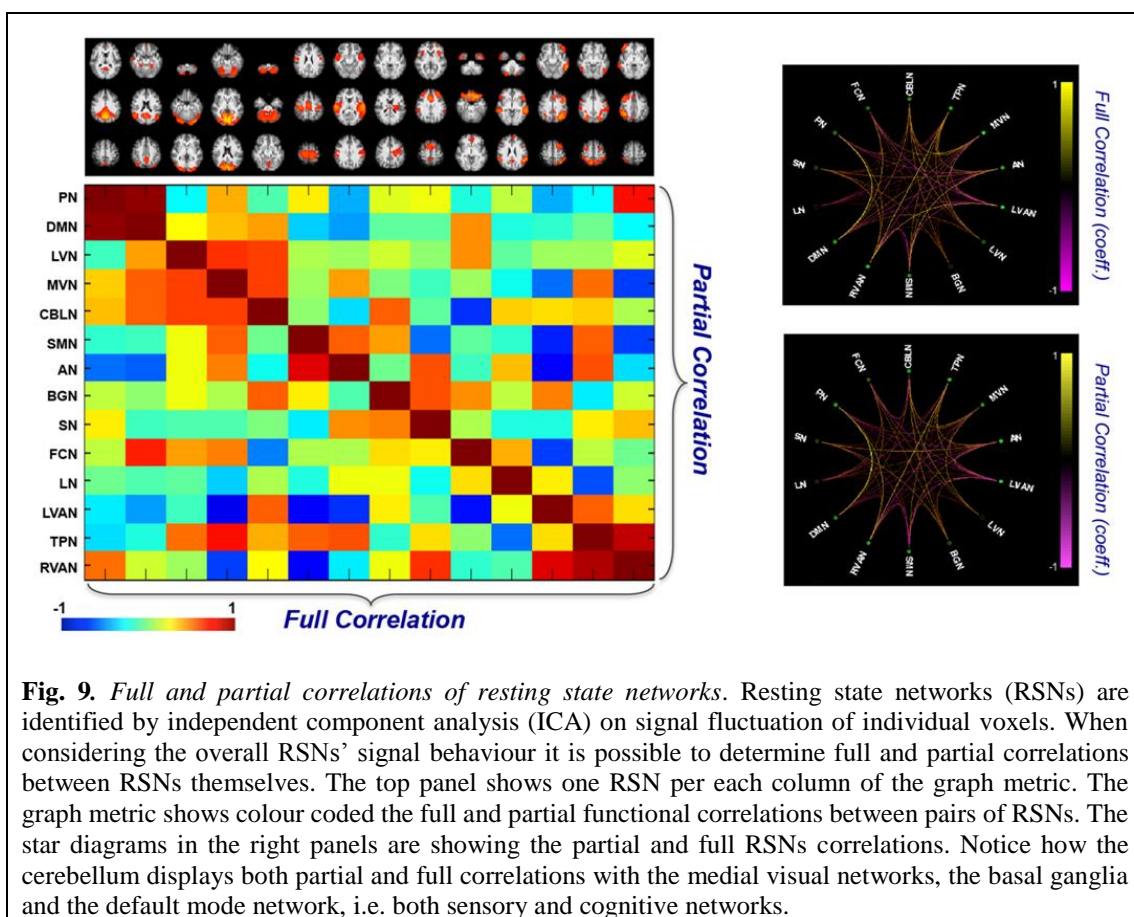 PN
DMN
LVN
MVN
CBLN
SMN
AN
BGN
SN
FCN
LN
LVAN
TPN
RVAN
Partial Correlation
-1
1
Full Correlation
CBLN
TPN
MVN
AN
LVAN
LVN
BGN
SMN
RVAN
DMN
LN
SN
PN
FCN
1
-1
Full Correlation (coeff.)
CBLN
TPN
MVN
AN
LVAN
LVN
BGN
SMN
RVAN
DMN
LN
SN
PN
FCN
1
-1
Partial Correlation (coeff.)
Fig. 9. Full and partial correlations of resting state networks. Resting state networks (RSNs) are
identified by independent component analysis (ICA) on signal fluctuation of individual voxels. When
considering the overall RSNs' signal behaviour it is possible to determine full and partial correlations
between RSNs themselves. The top panel shows one RSN per each column of the graph metric. The
graph metric shows colour coded the full and partial functional correlations between pairs of RSNs. The
star diagrams in the right panels are showing the partial and full RSNs correlations. Notice how the
cerebellum displays both partial and full correlations with the medial visual networks, the basal ganglia
and the default mode network, i.e. both sensory and cognitive networks.